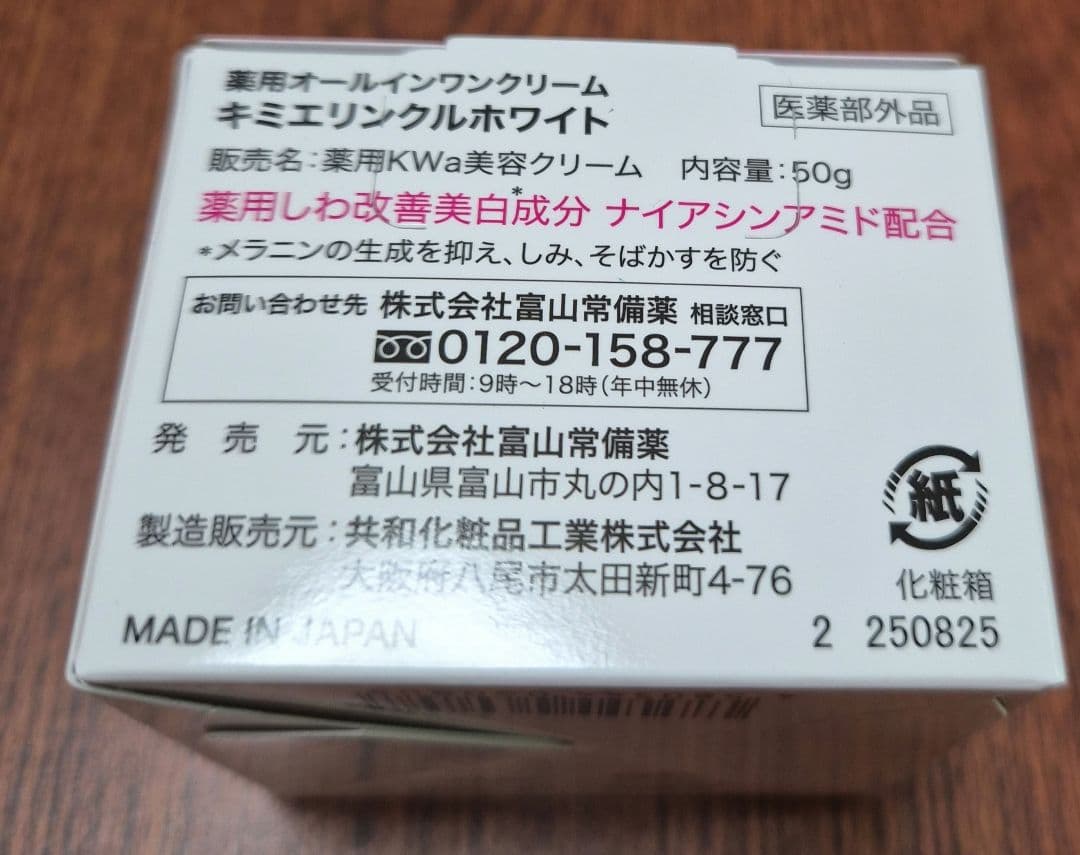 薬用オールインワンクリーム
キミエリンクルホワイト
医薬部外品
販売名:薬用KWa美容クリーム 内容量:50g
薬用しわ改善美白*成分 ナイアシンアミド配合
*メラニンの生成を抑え、しみ、そばかすを防ぐ
お問い合わせ先 株式会社富山常備薬 相談窓口
0120-158-777
受付時間:9時～18時(年中無休)
発売元:株式会社富山常備薬
富山県富山市丸の内1-8-17
製造販売元:共和化粧品工業株式会社
大阪府八尾市太田新町4-76
紙
化粧箱
MADE IN JAPAN
2 250825